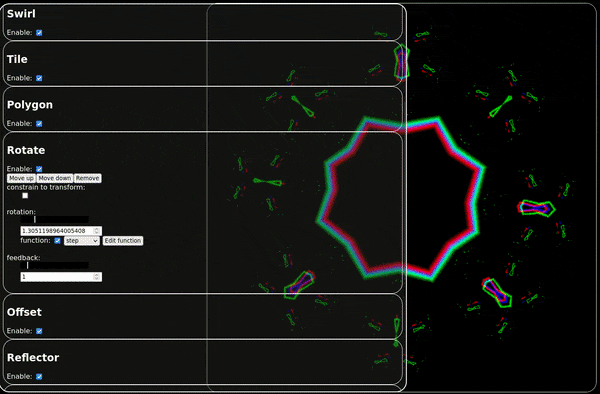 Swirl
Enable:
Tile
Enable:
Polygon
Enable:
Rotate
Enable:
Move up Move down Remove
constrain to transform:
rotation:
1.3051198964005408
function: step Edit function
feedback:
1
Offset
Enable:
Reflector
Enable: